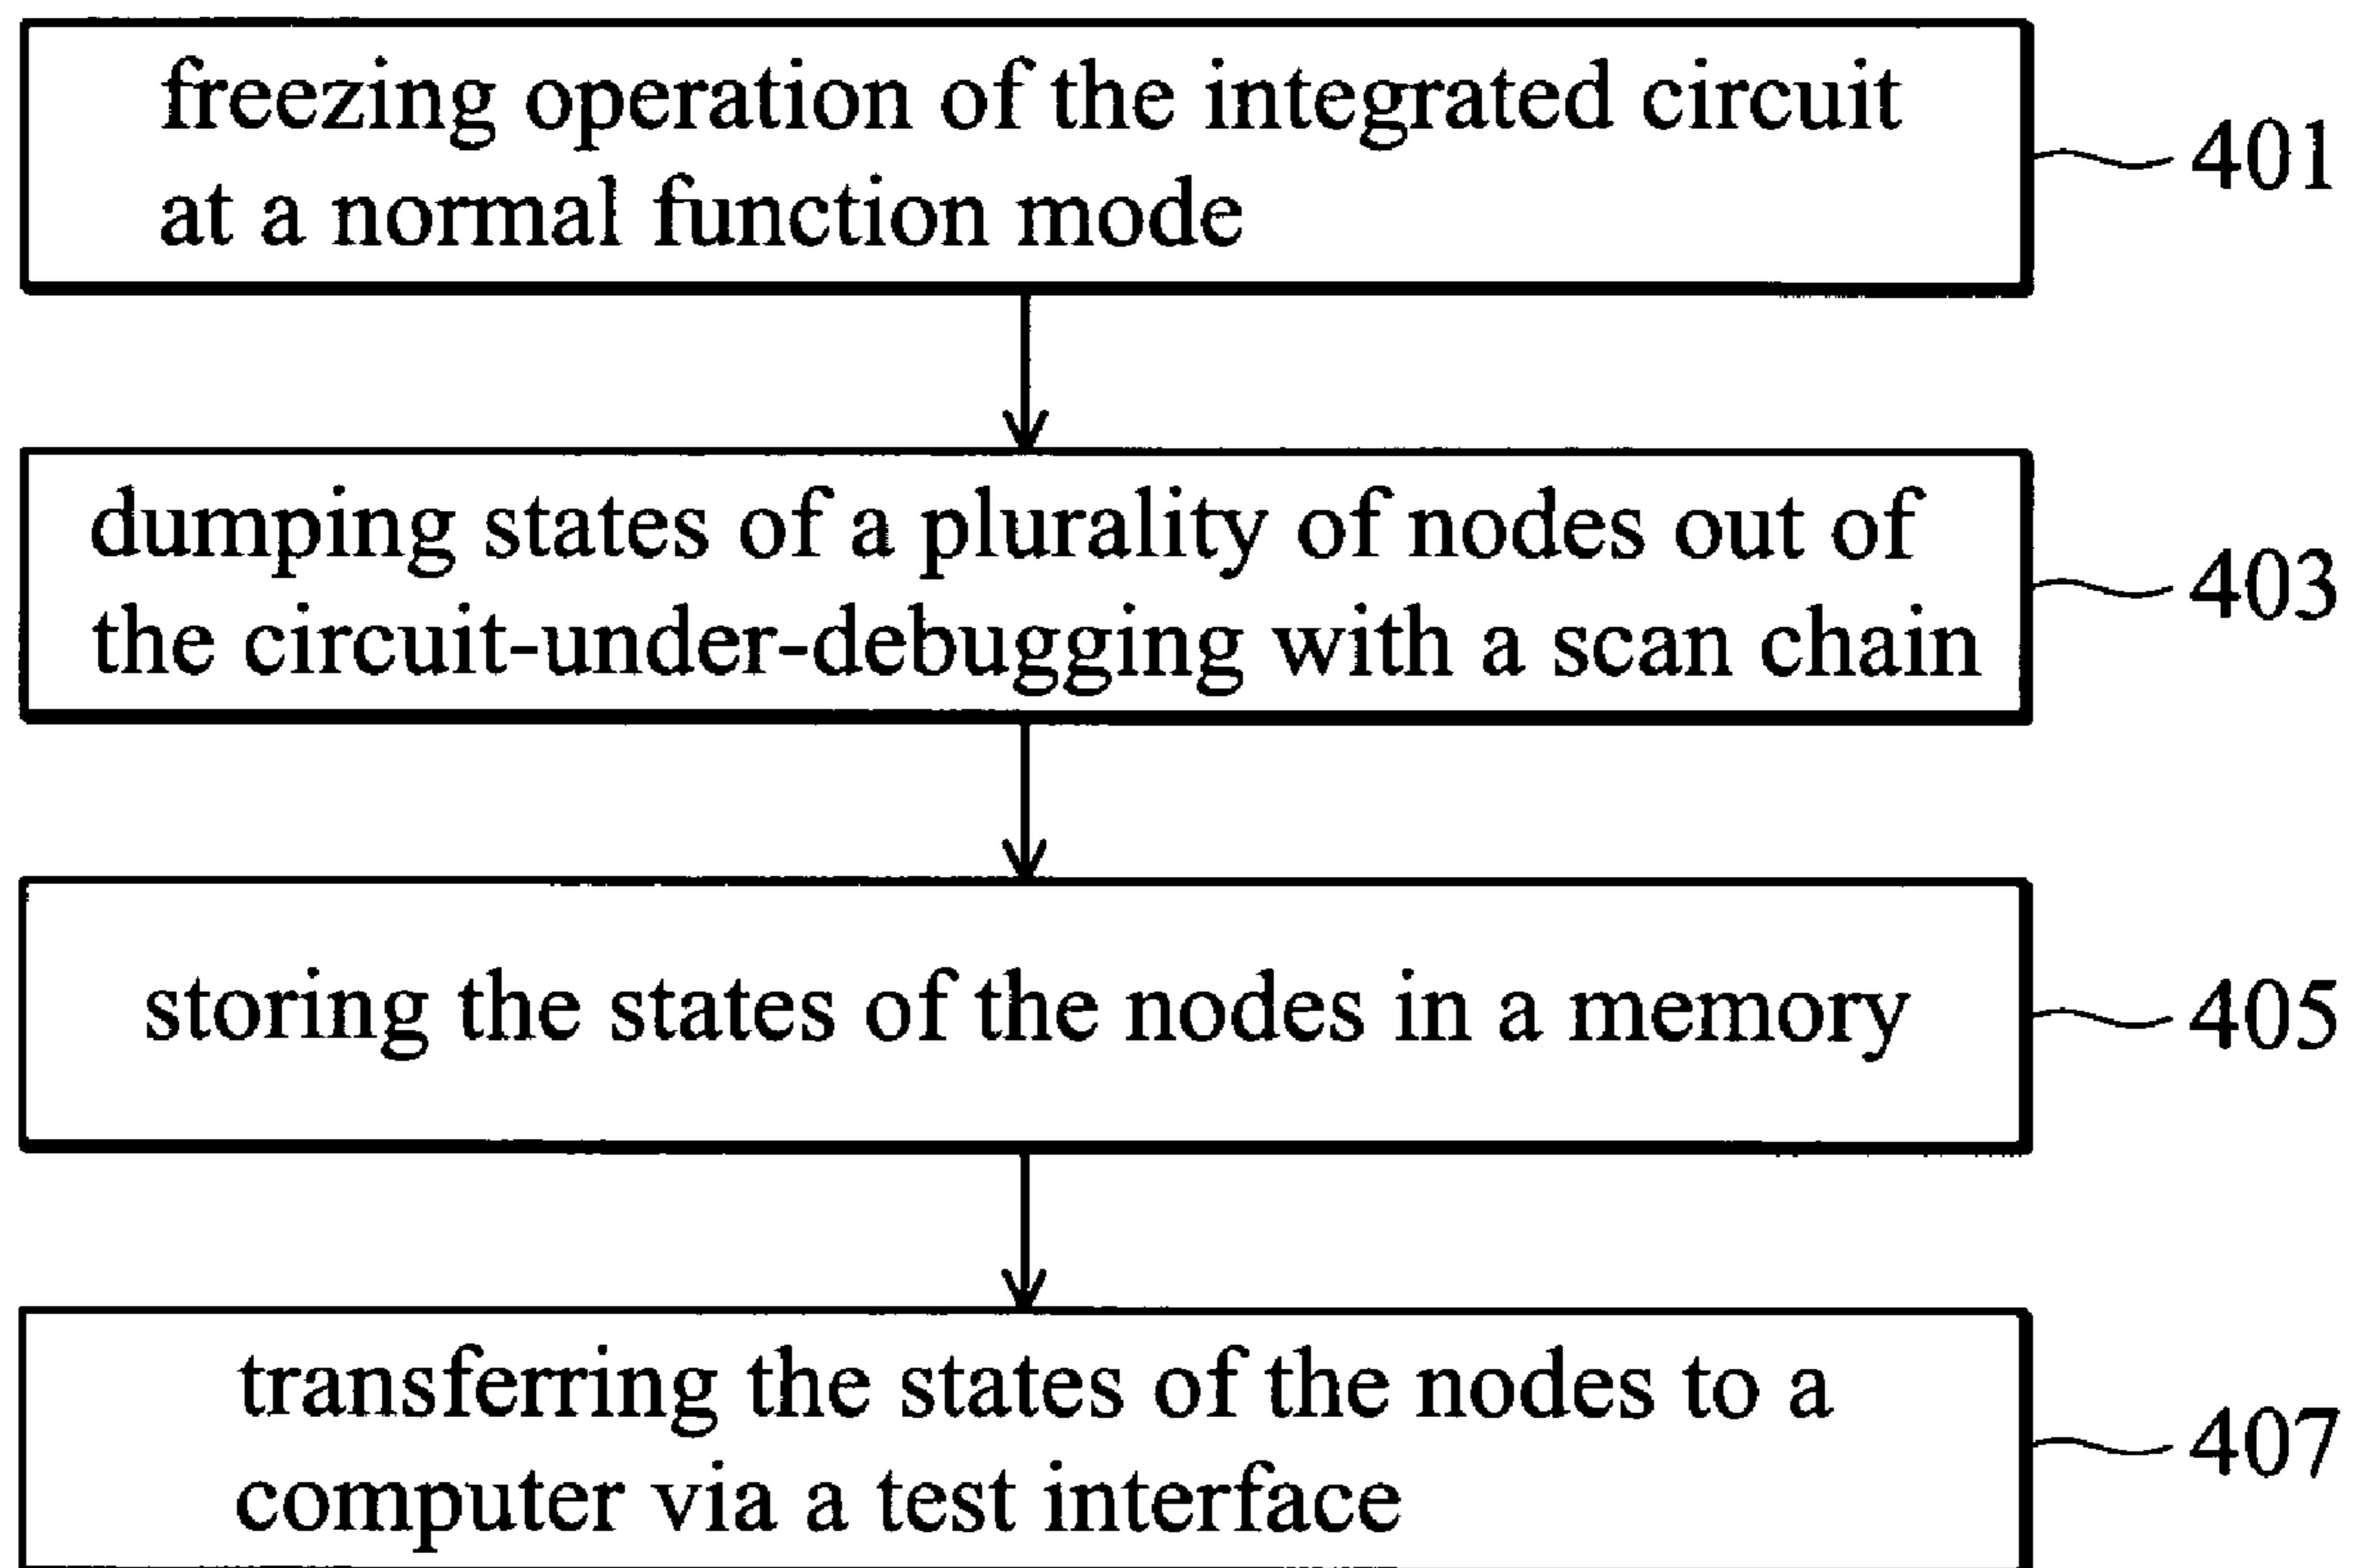 freezing operation of the integrated circuit
at a normal function mode
401
dumping states of a plurality of nodes out of
the circuit-under-debugging with a scan chain
403
storing the states of the nodes in a memory
405
transferring the states of the nodes to a
computer via a test interface
407